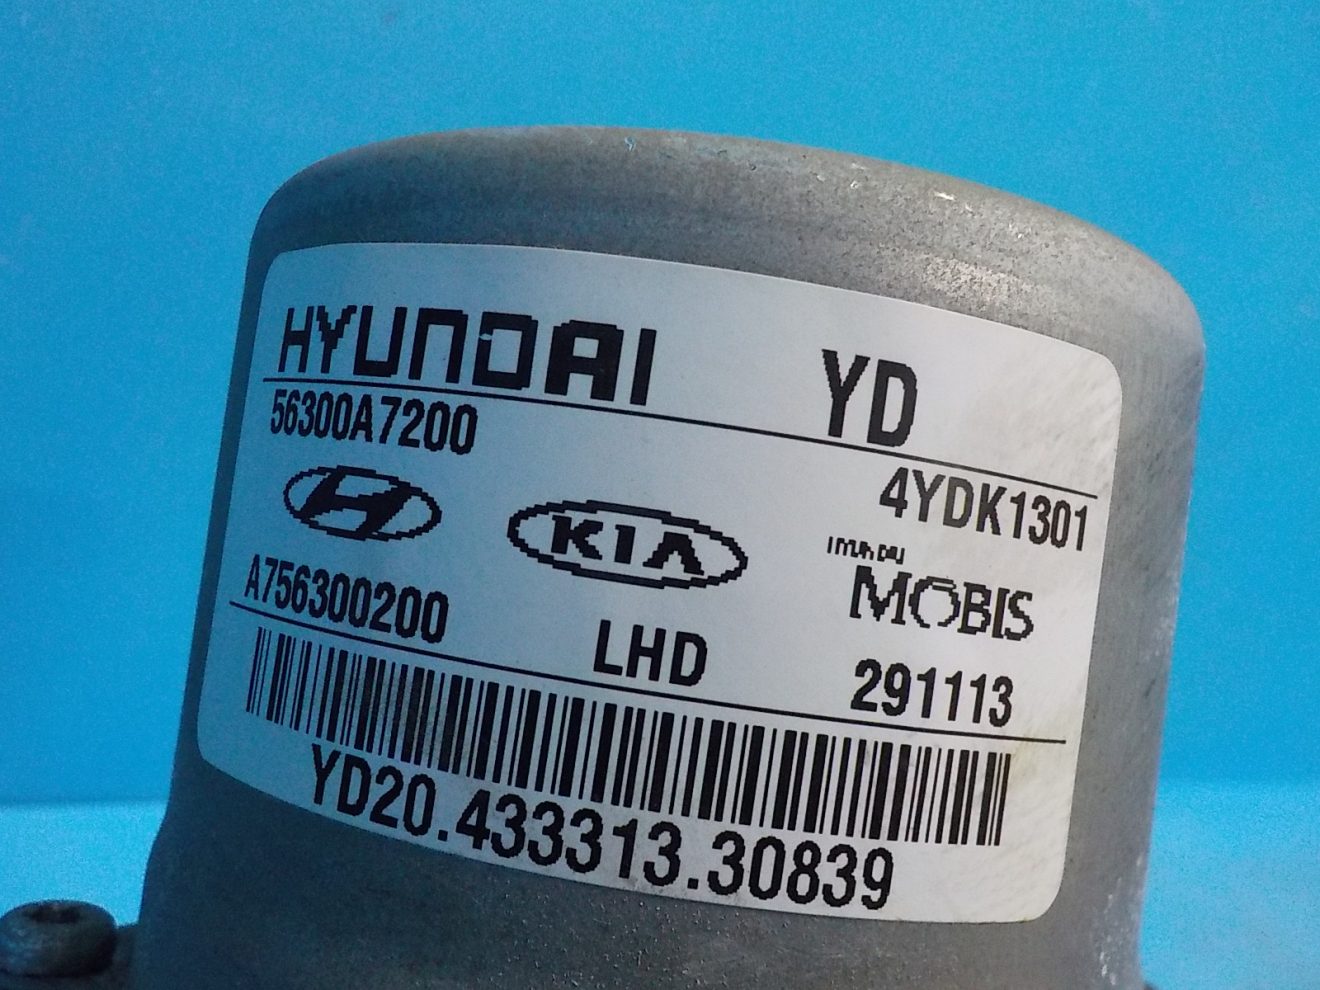 HYUNDAI YD
56300A7200 4YDK1301
KIA
MOBIS
A756300200 LHD 291113
YD20.433313.30839